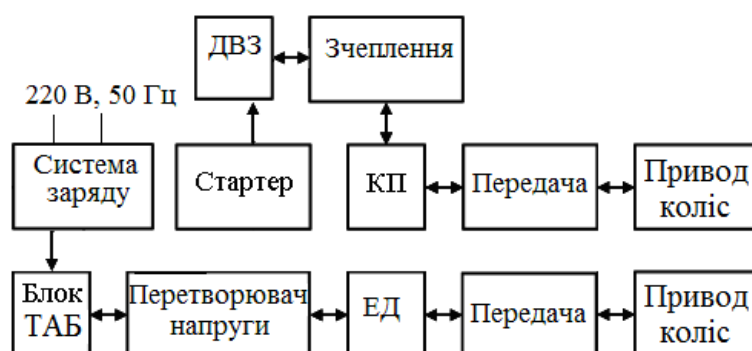 ДВЗ
Зчеплення
220 В, 50 Гц
Система
заряду
Стартер
КП
Передача
Привод
коліс
Блок
ТАБ
Перетворювач
напруги
ЕД
Передача
Привод
коліс